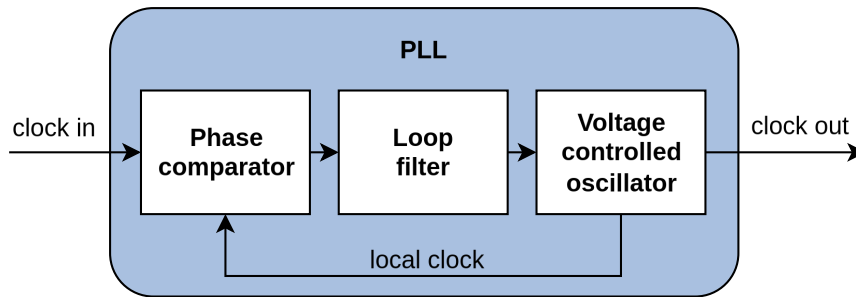 PLL
clock in
Phase
comparator
Loop
filter
Voltage
controlled
oscillator
clock out
local clock